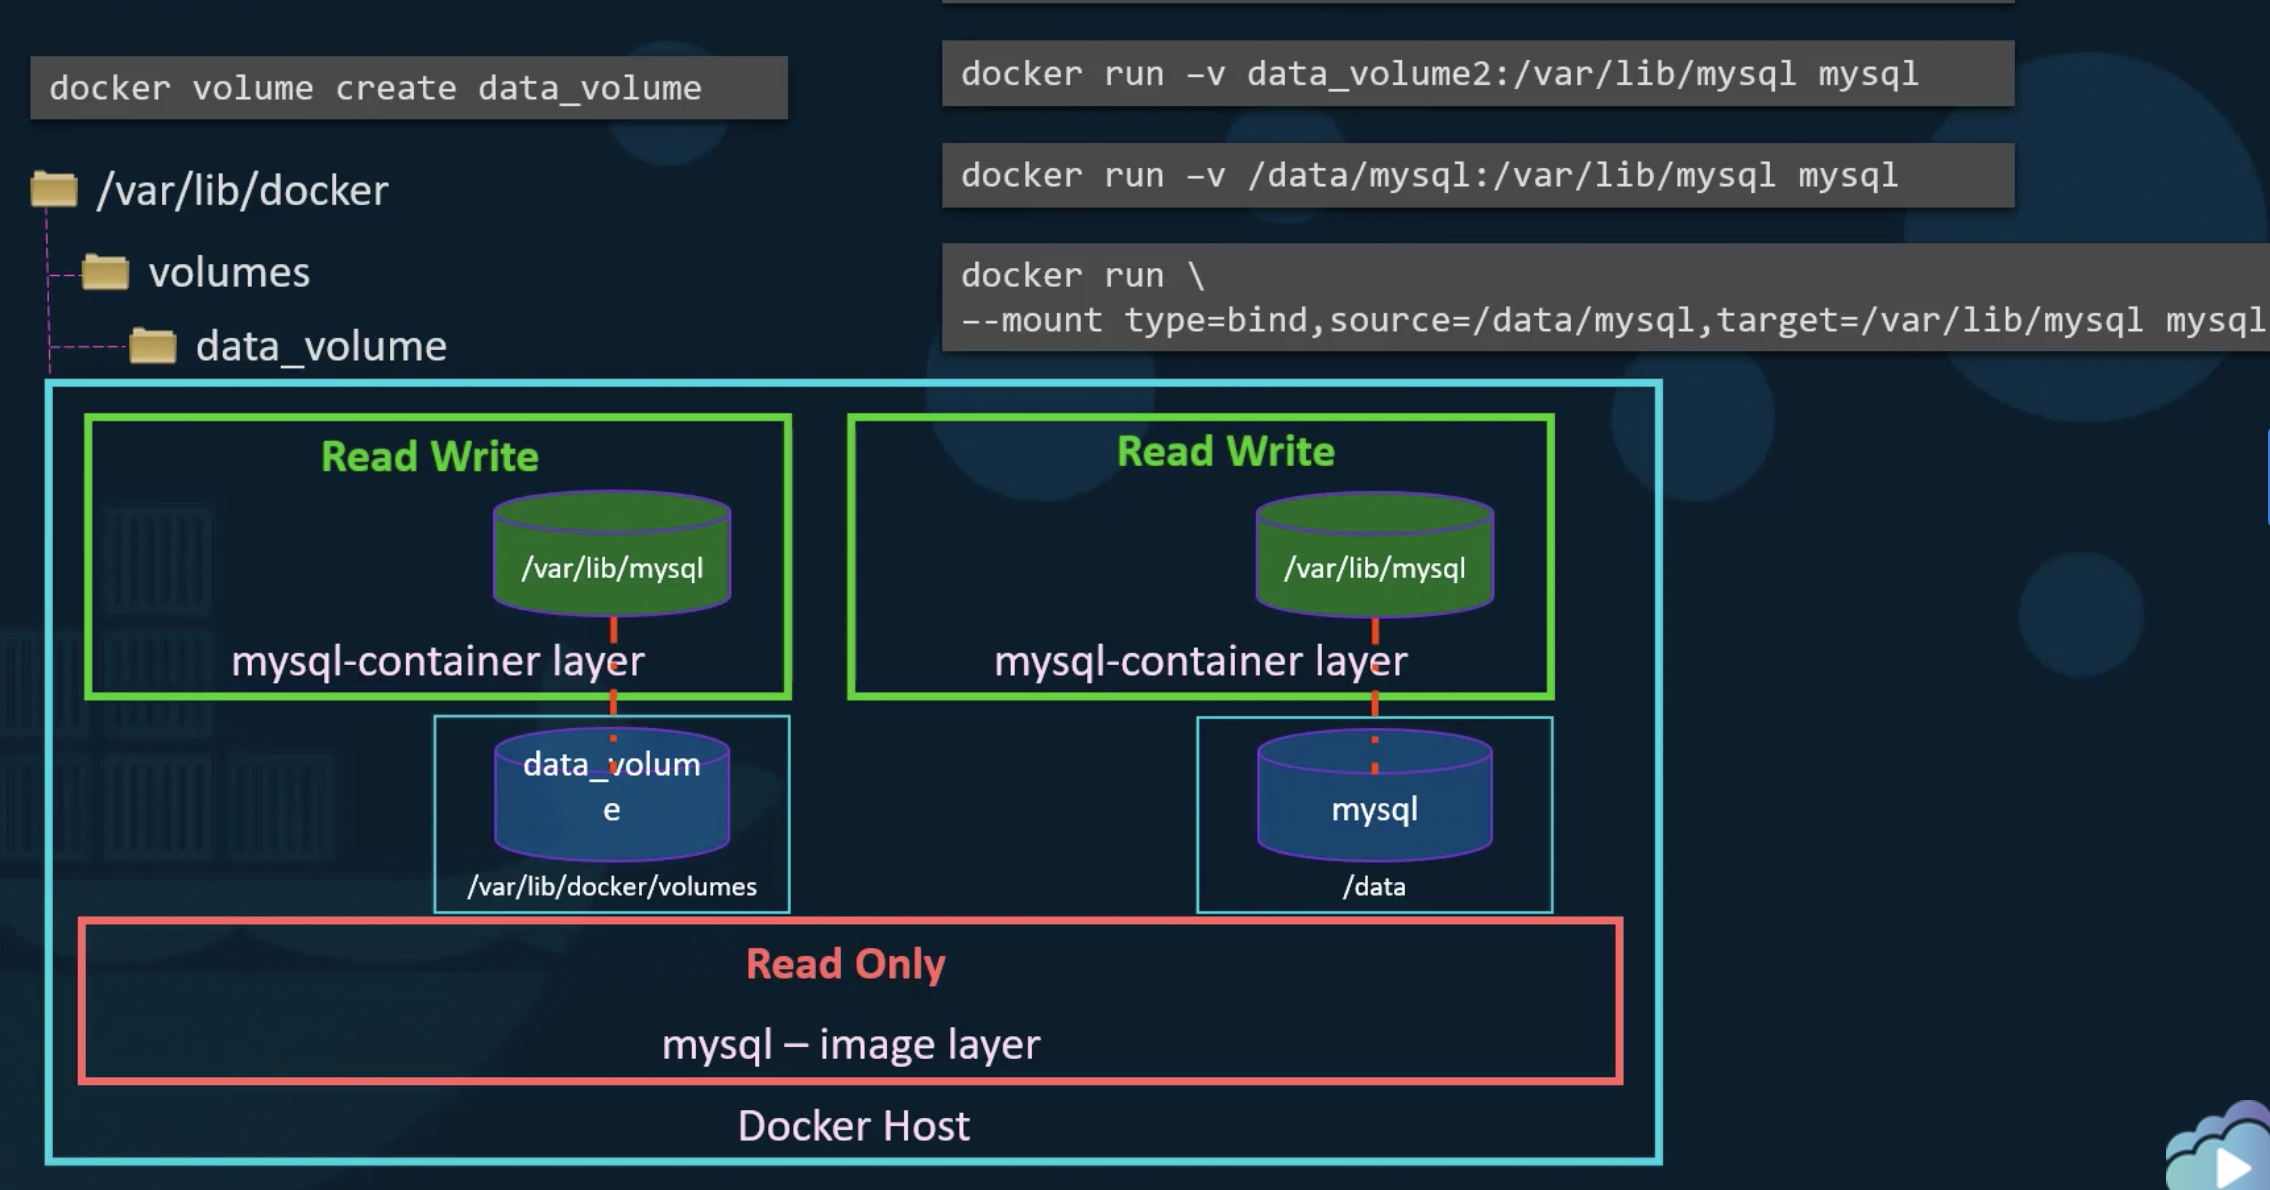 docker volume create data_volume
/var/lib/docker
volumes
data_volume
docker run –v data_volume2:/var/lib/mysql mysql
docker run –v /data/mysql:/var/lib/mysql mysql
docker run \
--mount type=bind,source=/data/mysql,target=/var/lib/mysql mysql
Read Write
/var/lib/mysql
mysql-container layer
data_volum
e
/var/lib/docker/volumes
Read Write
/var/lib/mysql
mysql-container layer
mysql
/data
Read Only
mysql – image layer
Docker Host